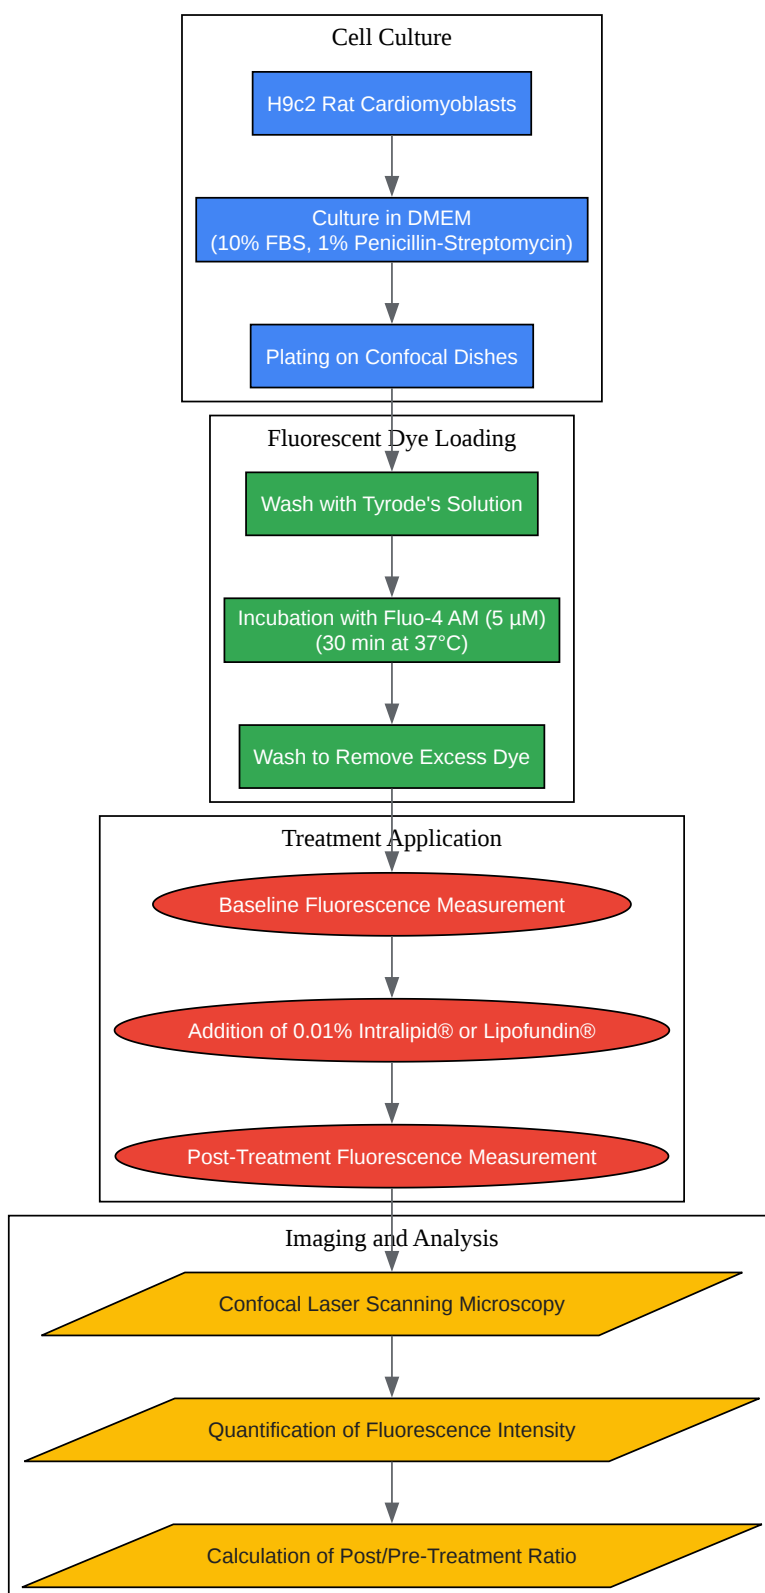 Cell Culture
H9c2 Rat Cardiomyoblasts
Culture in DMEM
(10% FBS, 1% Penicillin-Streptomycin)
Plating on Confocal Dishes
Fluorescent Dye Loading
Wash with Tyrode's Solution
Incubation with Fluo-4 AM (5 µM)
(30 min at 37°C)
Wash to Remove Excess Dye
Treatment Application
Baseline Fluorescence Measurement
Addition of 0.01% Intralipid® or Lipofundin®
Post-Treatment Fluorescence Measurement
Imaging and Analysis
Confocal Laser Scanning Microscopy
Quantification of Fluorescence Intensity
Calculation of Post/Pre-Treatment Ratio